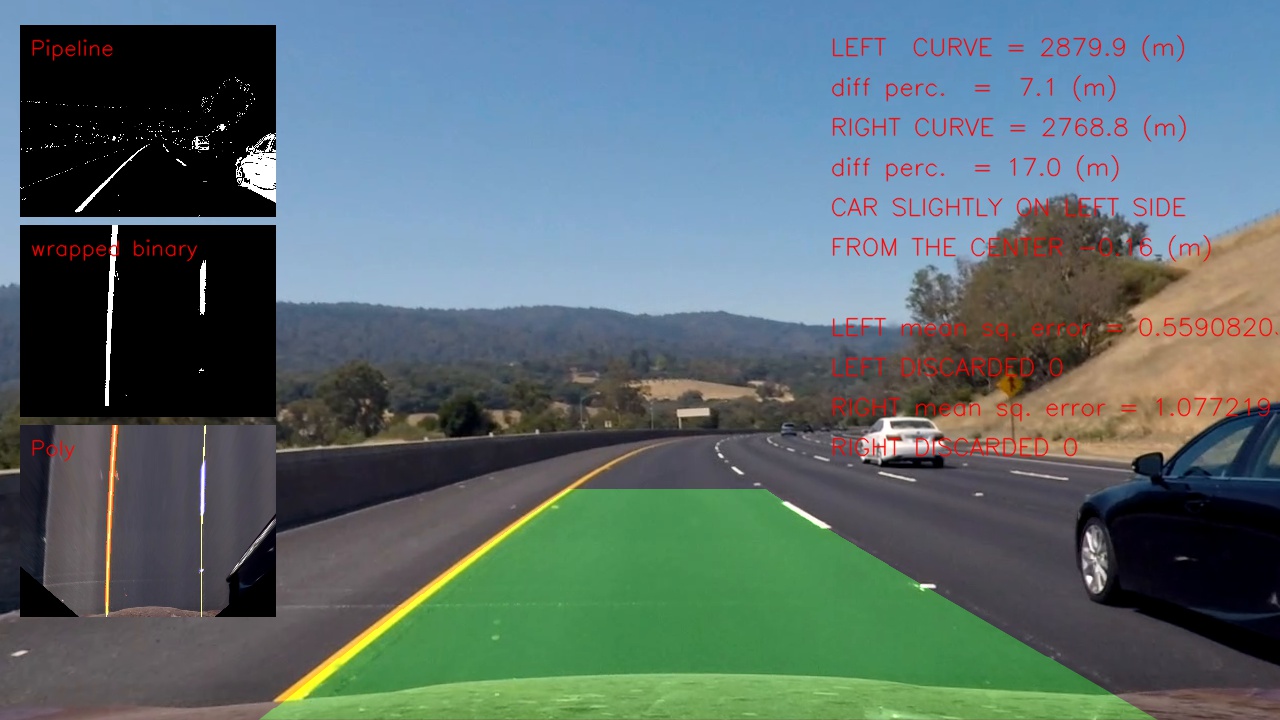 Pipeline
wrapped binary
Poly
LEFT CURVE = 2879.9 (m)
diff perc. = 7.1 (m)
RIGHT CURVE = 2768.8 (m)
diff perc. = 17.0 (m)
CAR SLIGHTLY ON LEFT SIDE
FROM THE CENTER -0.16 (m)
LEFT mean sq. error = 0.5590820
LEFT DISCARDED 0
RIGHT mean sq. error = 1.077219
RIGHT DISCARDED 0